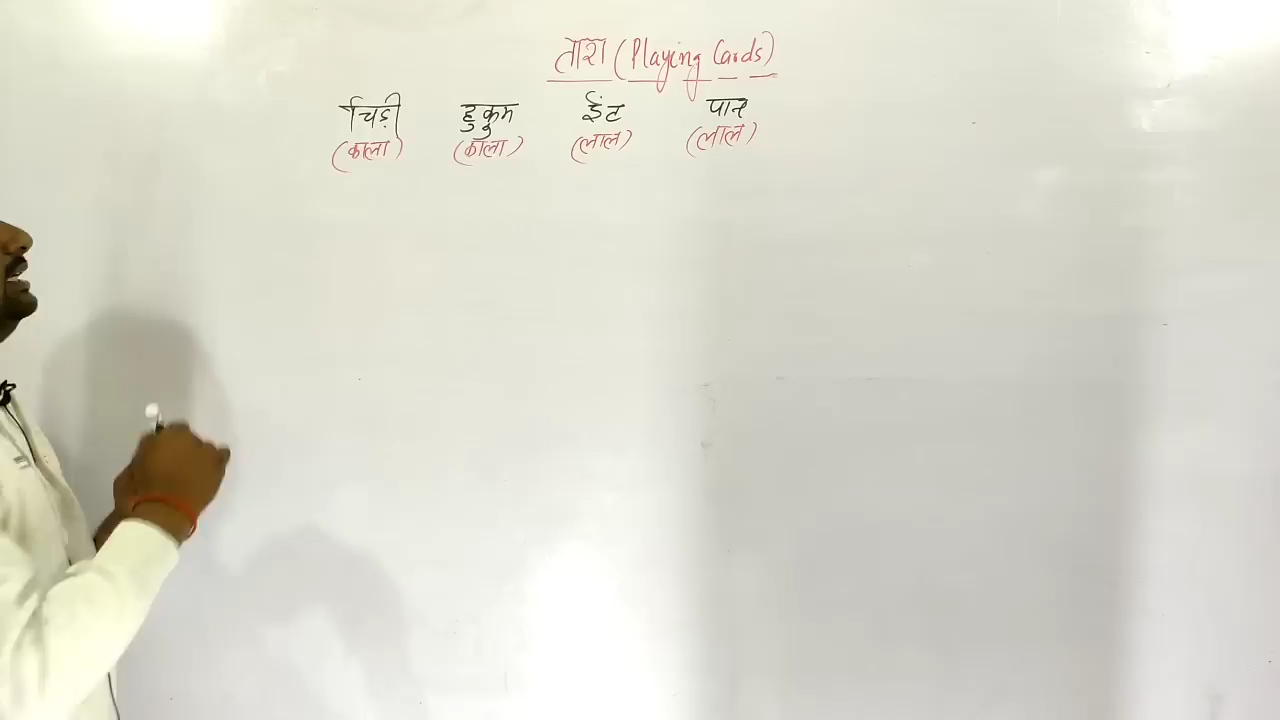 ताश (Playing Cards)
चिड़ी हुकुम ईंट पान
(काला) (काला) (लाल) (लाल)